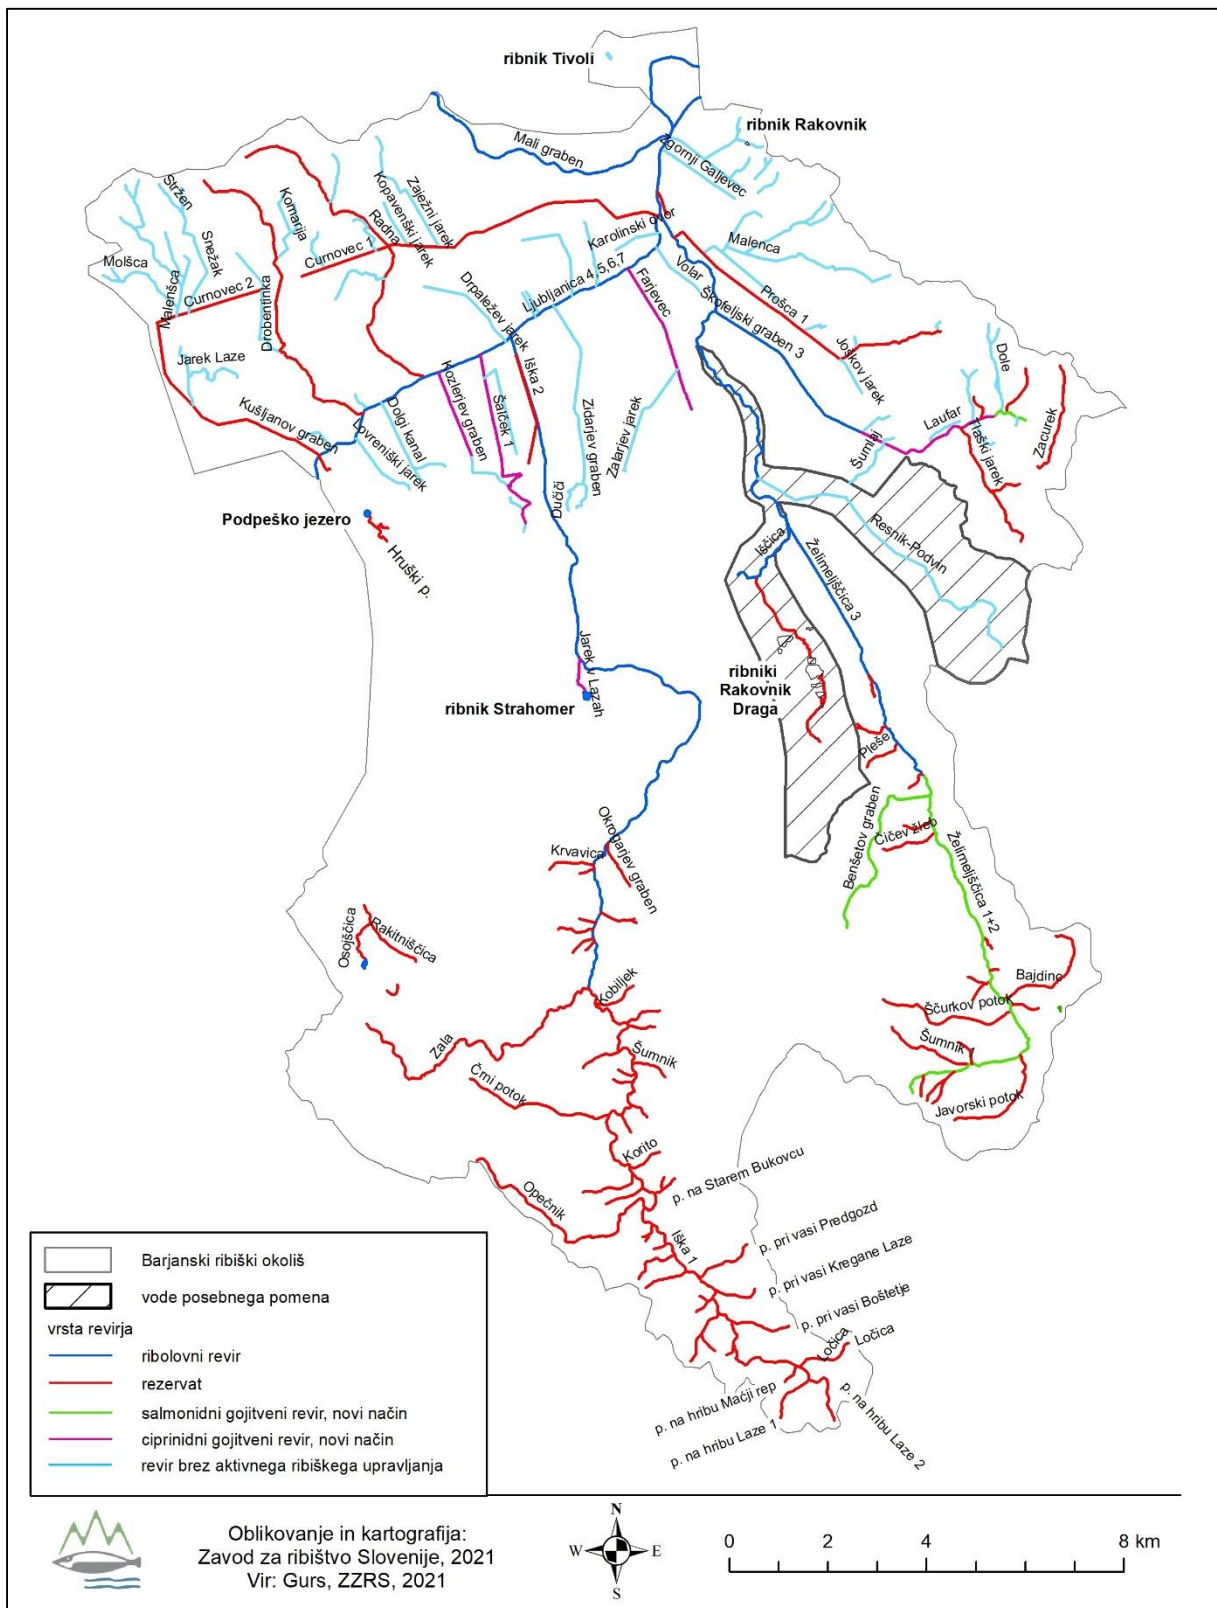 ribnik Tivoli
ribnik Rakovnik
Mali graben
Zgornji Galjevec
Stržen
Snežak
Molšca
Malenšca
Komarija
Kopavenški jarek
Zaježni jarek
Radna
Curnovec 1
Curnovec 2
Drobentinka
Jarek Laze
Kušljanov graben
Lovreniški jarek
Dolgi kanal
Kozlerjev graben
Šalček 1
Iška 2
Drpaležev jarek
Ljubljanica 4,5,6,7
Karolinski dvor
Farjevec
Volar
Malenca
Prošca 1
Škofeljski graben 3
Joškov jarek
Dole
Laufar
Šumlaj
Zacurek
Zidarjev graben
Zalarjev jarek
Dučiči
Podpeško jezero
Hruški p.
Resnik-Podvin
Iščica
Želimeljščica 3
Jarek v Lazah
ribnik Strahomer
ribniki
Rakovnik
Draga
Pleše
Benšetov graben
Čičev žleb
Želimeljščica 1+2
Okrogarjev graben
Krvavica
Osojščica
Rakitniščica
Kobiljek
Bajdinc
Ščurkov potok
Šumnik 1
Javorski potok
Zala
Šumnik
Črni potok
Korito
p. na Starem Bukovcu
Opečnik
Iška 1
p. pri vasi Predgozd
p. pri vasi Kregane Laze
p. pri vasi Boštetje
Ločica
Ločica
p. na hribu Mačji rep
p. na hribu Laze 1
p. na hribu Laze 2
Barjanski ribiški okoliš
vode posebnega pomena
vrsta revirja
ribolovni revir
rezervat
salmonidni gojitveni revir, novi način
ciprinidni gojitveni revir, novi način
revir brez aktivnega ribiškega upravljanja
Oblikovanje in kartografija:
Zavod za ribištvo Slovenije, 2021
Vir: Gurs, ZZRS, 2021
N
W E
S
0 2 4 8 km